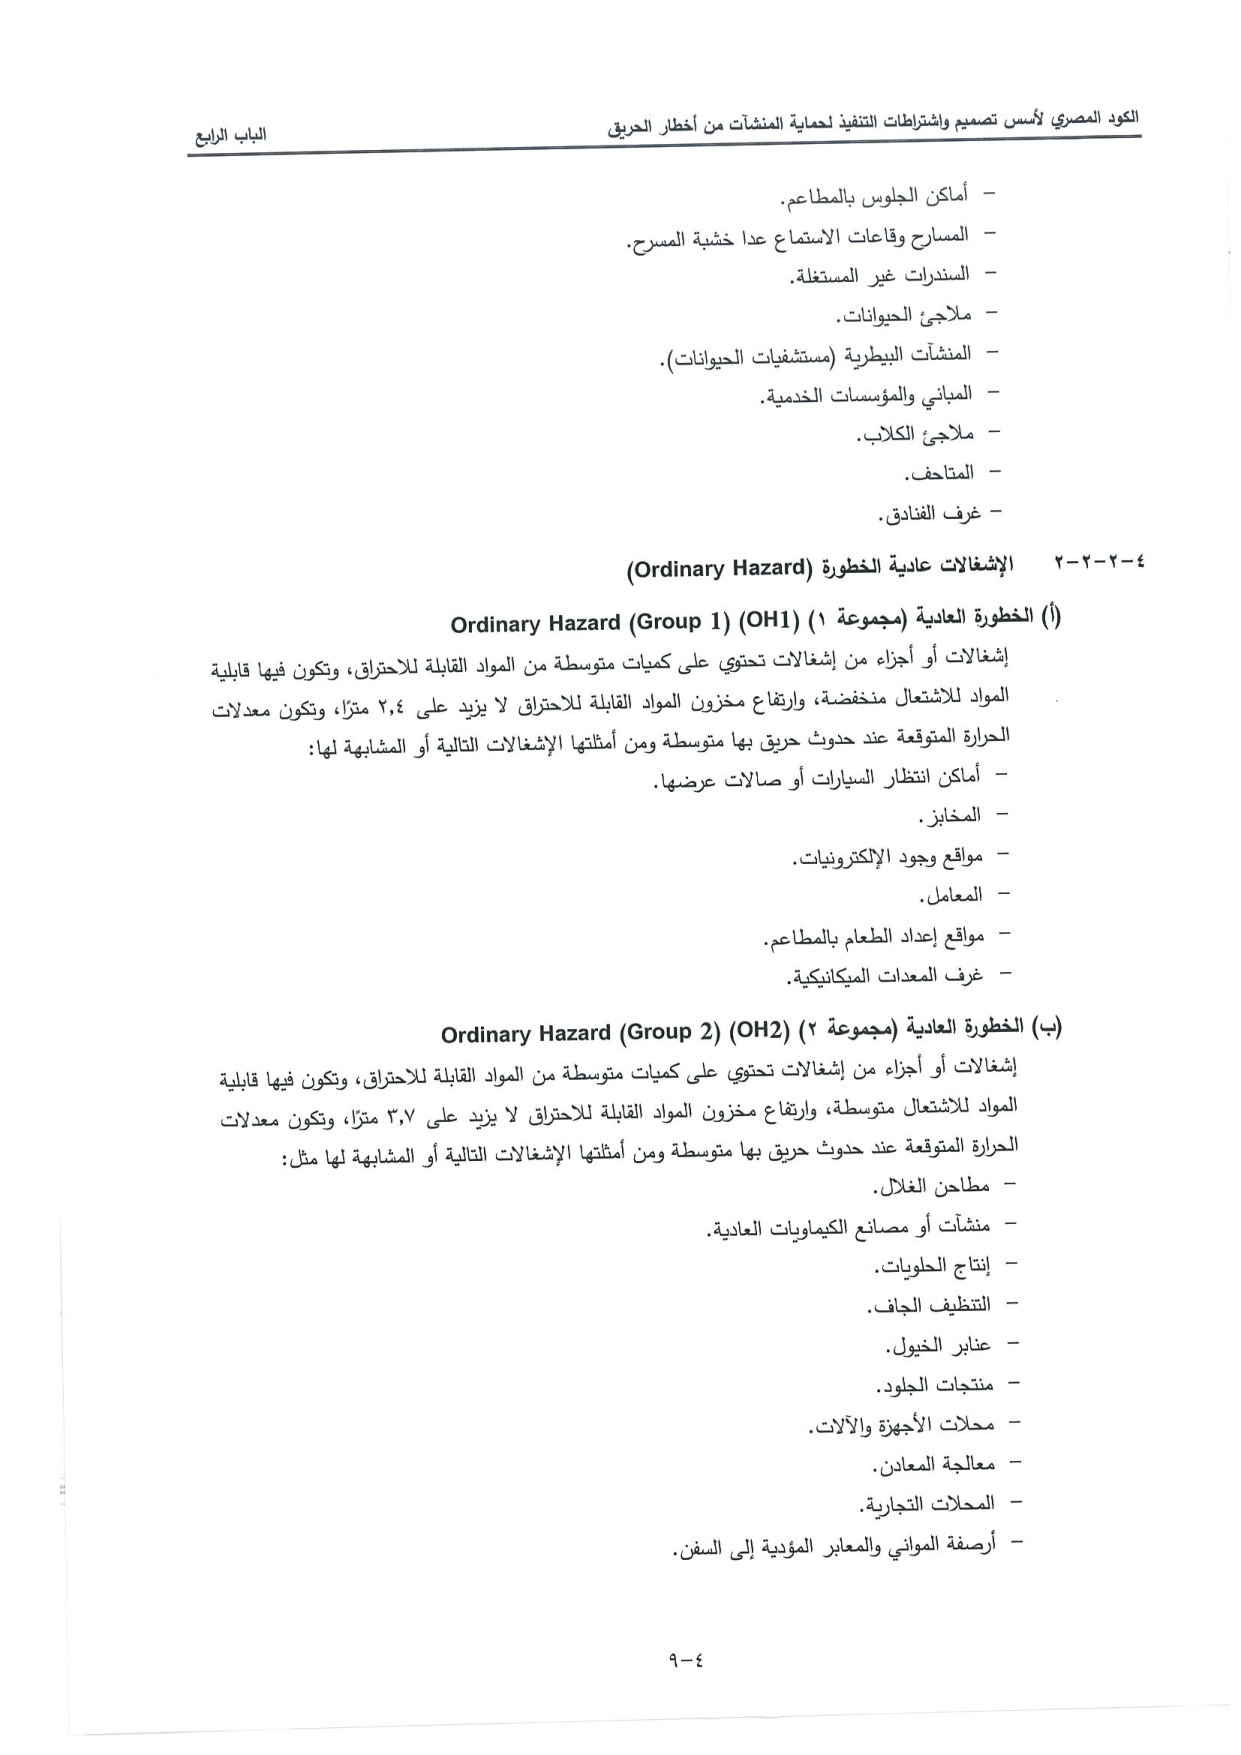 الكود المصري لأسس تصميم واشتراطات التنفيذ لحماية المنشآت من أخطار الحريق
الباب الرابع
– أماكن الجلوس بالمطاعم.
– المسارح وقاعات الاستماع عدا خشبة المسرح.
– السندرات غير المستغلة.
– ملاجئ الحيوانات.
– المنشآت البيطرية (مستشفيات الحيوانات).
– المباني والمؤسسات الخدمية.
– ملاجئ الكلاب.
– المتاحف.
– غرف الفنادق.
٤-٢-٢-٢ الإشغالات عادية الخطورة (Ordinary Hazard)
(أ) الخطورة العادية (مجموعة ١) Ordinary Hazard (Group 1) (OH1)
إشغالات أو أجزاء من إشغالات تحتوي على كميات متوسطة من المواد القابلة للاحتراق، وتكون فيها قابلية
المواد للاشتعال منخفضة، وارتفاع مخزون المواد القابلة للاحتراق لا يزيد على ٢,٤ مترًا، وتكون معدلات
الحرارة المتوقعة عند حدوث حريق بها متوسطة ومن أمثلتها الإشغالات التالية أو المشابهة لها:
– أماكن انتظار السيارات أو صالات عرضها.
– المخابز.
– مواقع وجود الإلكترونيات.
– المعامل.
– مواقع إعداد الطعام بالمطاعم.
– غرف المعدات الميكانيكية.
(ب) الخطورة العادية (مجموعة ٢) Ordinary Hazard (Group 2) (OH2)
إشغالات أو أجزاء من إشغالات تحتوي على كميات متوسطة من المواد القابلة للاحتراق، وتكون فيها قابلية
المواد للاشتعال متوسطة، وارتفاع مخزون المواد القابلة للاحتراق لا يزيد على ٣,٧ مترًا، وتكون معدلات
الحرارة المتوقعة عند حدوث حريق بها متوسطة ومن أمثلتها الإشغالات التالية أو المشابهة لها مثل:
– مطاحن الغلال.
– منشآت أو مصانع الكيماويات العادية.
– إنتاج الحلويات.
– التنظيف الجاف.
– عنابر الخيول.
– منتجات الجلود.
– محلات الأجهزة والآلات.
– معالجة المعادن.
– المحلات التجارية.
– أرصفة المواني والمعابر المؤدية إلى السفن.
٤-٩